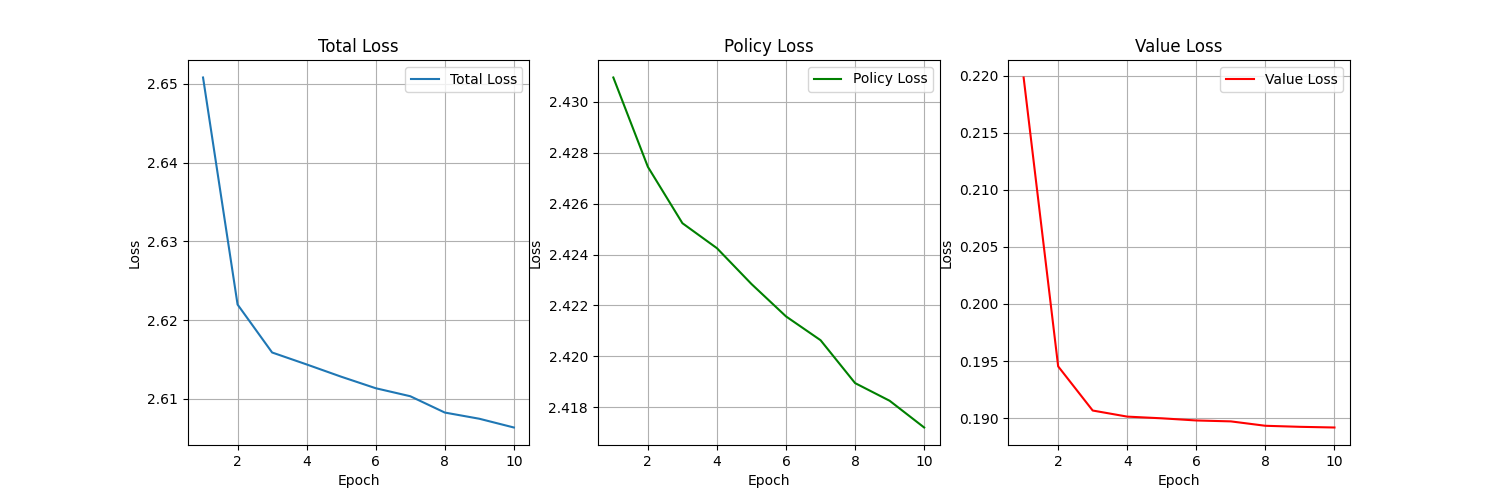 Total Loss
Total Loss
2.65
2.64
2.63
2.62
2.61
Loss
2 4 6 8 10
Epoch
Policy Loss
Policy Loss
2.430
2.428
2.426
2.424
2.422
2.420
2.418
Loss
2 4 6 8 10
Epoch
Value Loss
Value Loss
0.220
0.215
0.210
0.205
0.200
0.195
0.190
Loss
2 4 6 8 10
Epoch